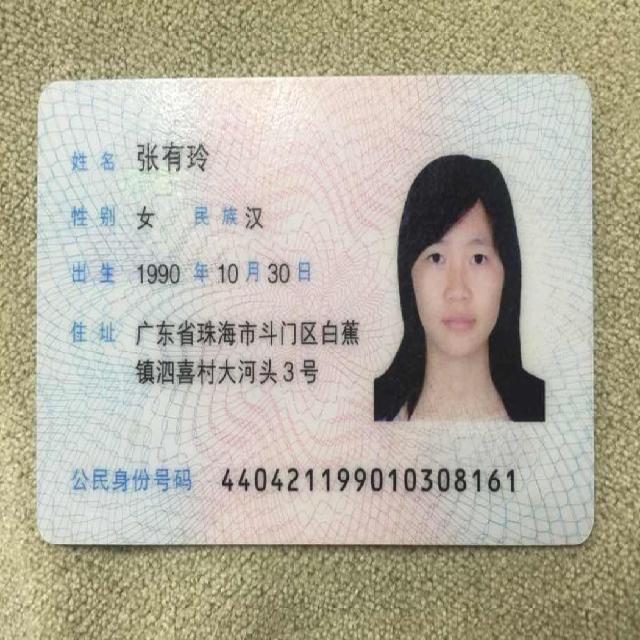 姓名 张有玲
性别 女 民族 汉
出生 1990 年 10 月 30 日
住址 广东省珠海市斗门区白蕉
镇泗喜村大河头3号
公民身份号码 440421199010308161